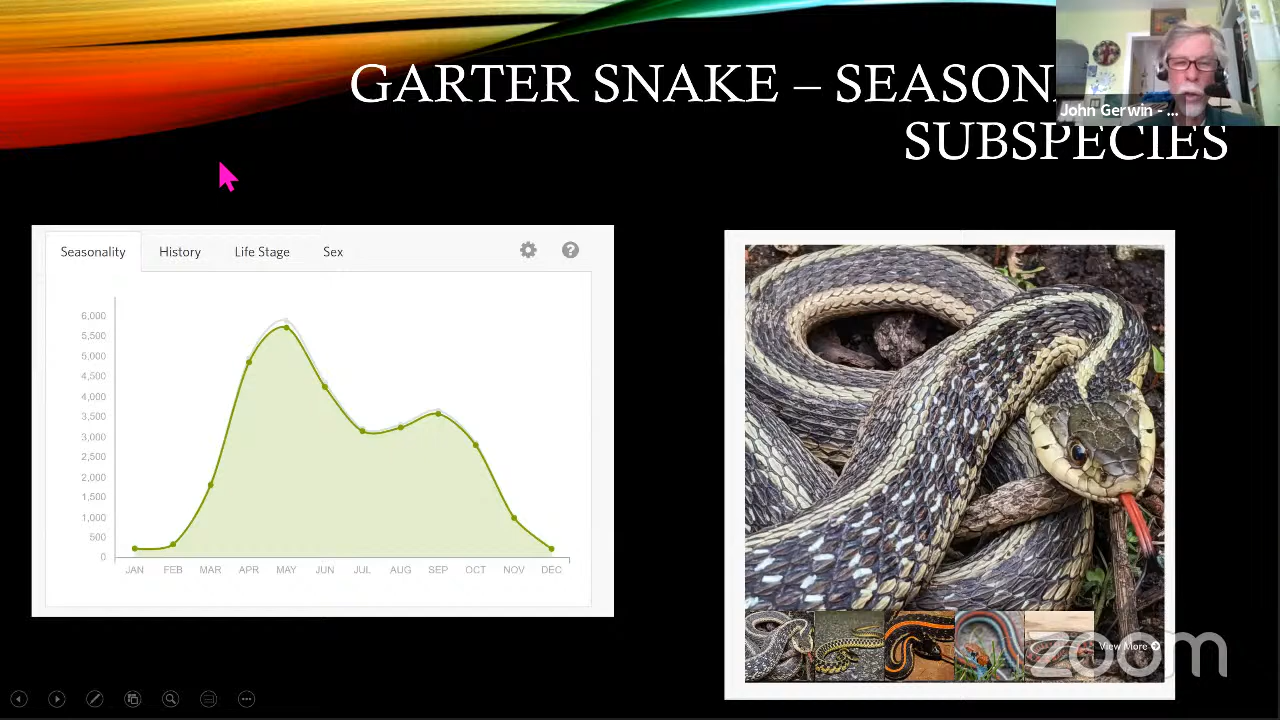 GARTER SNAKE – SEASON
SUBSPECIES
John Gerwin - ...
Seasonality History Life Stage Sex
6,000
5,500
5,000
4,500
4,000
3,500
3,000
2,500
2,000
1,500
1,000
500
0
JAN FEB MAR APR MAY JUN JUL AUG SEP OCT NOV DEC
View More
zoom